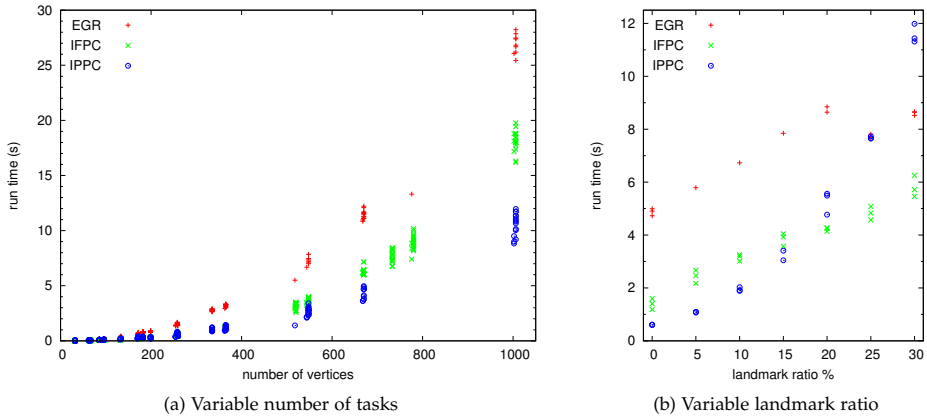 30
25
20
15
10
5
0
run time (s)
EGR
IFPC
IPPC
0
200
400
600
800
1000
number of vertices
(a) Variable number of tasks
12
10
8
6
4
2
0
run time (s)
EGR
IFPC
IPPC
0
5
10
15
20
25
30
landmark ratio %
(b) Variable landmark ratio